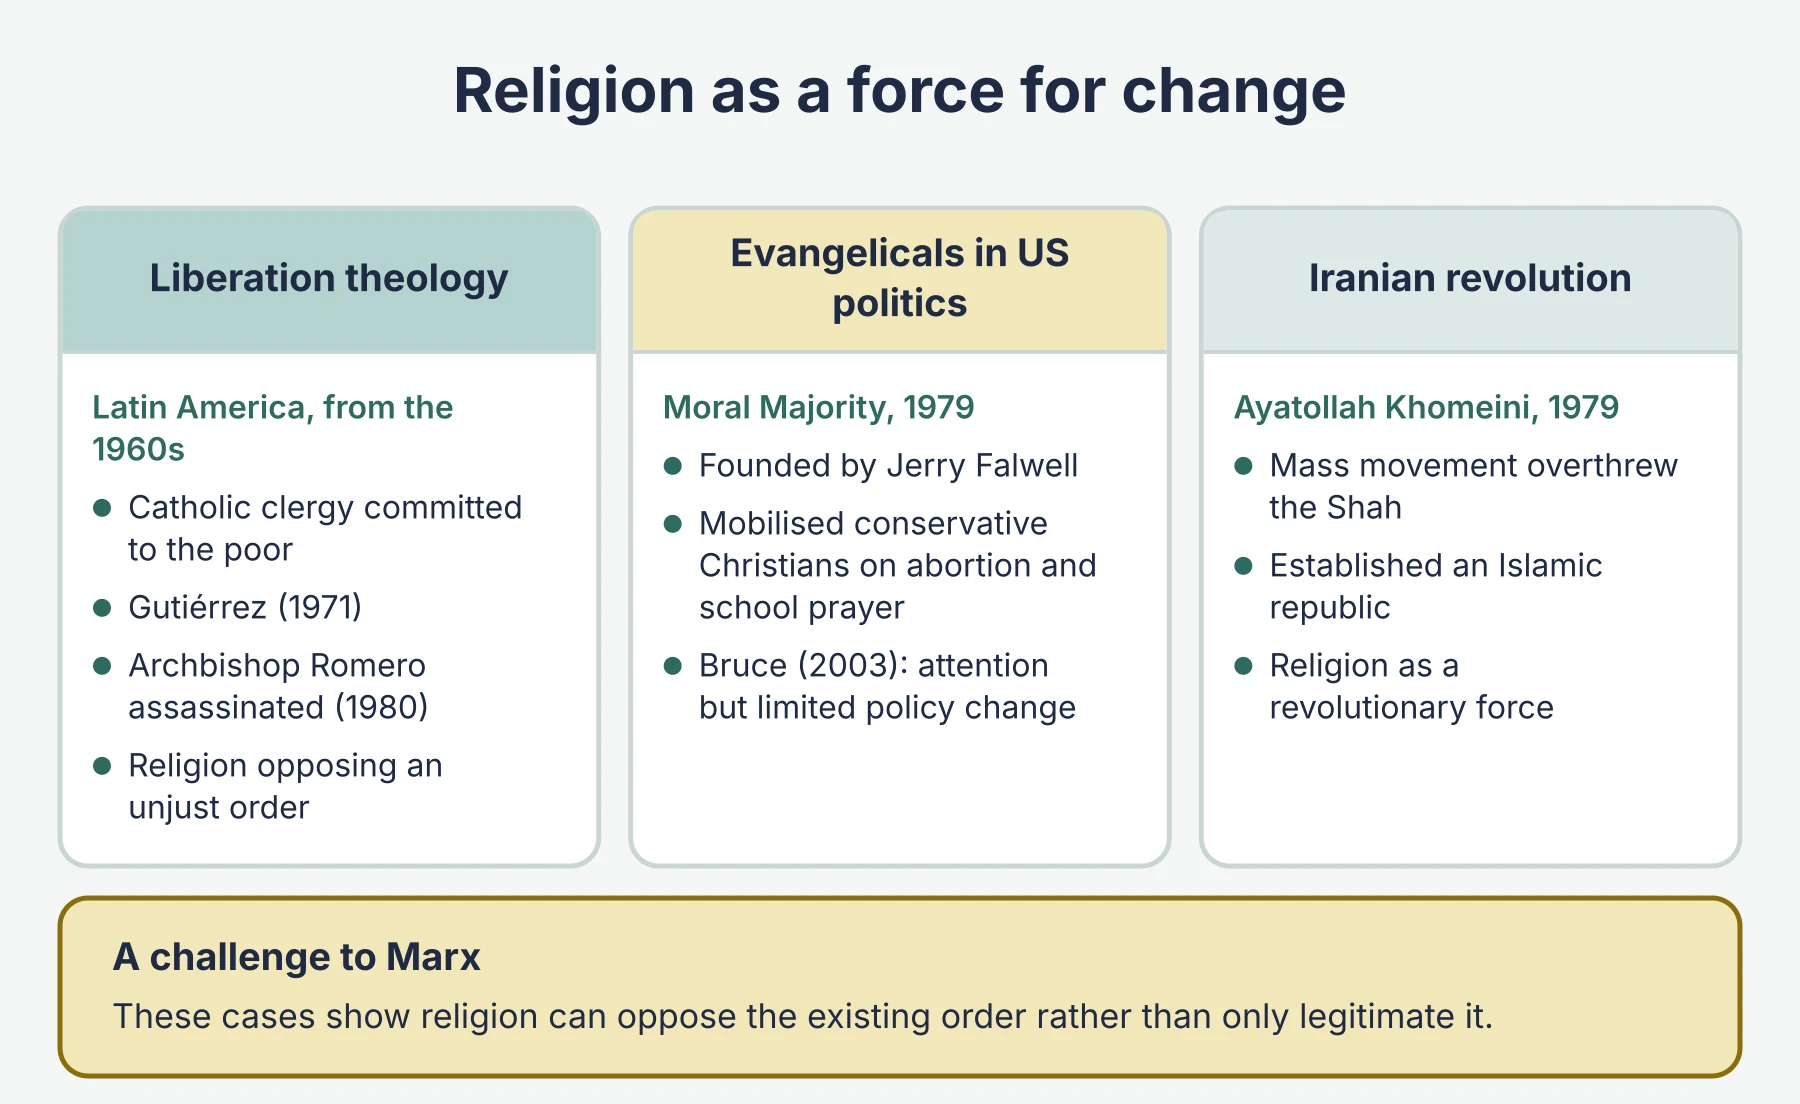 Religion as a force for change
Liberation theology
Latin America, from the
1960s
● Catholic clergy committed
to the poor
● Gutiérrez (1971)
● Archbishop Romero
assassinated (1980)
● Religion opposing an
unjust order
Evangelicals in US
politics
Moral Majority, 1979
● Founded by Jerry Falwell
● Mobilised conservative
Christians on abortion and
school prayer
● Bruce (2003): attention
but limited policy change
Iranian revolution
Ayatollah Khomeini, 1979
● Mass movement overthrew
the Shah
● Established an Islamic
republic
● Religion as a
revolutionary force
A challenge to Marx
These cases show religion can oppose the existing order rather than only legitimate it.